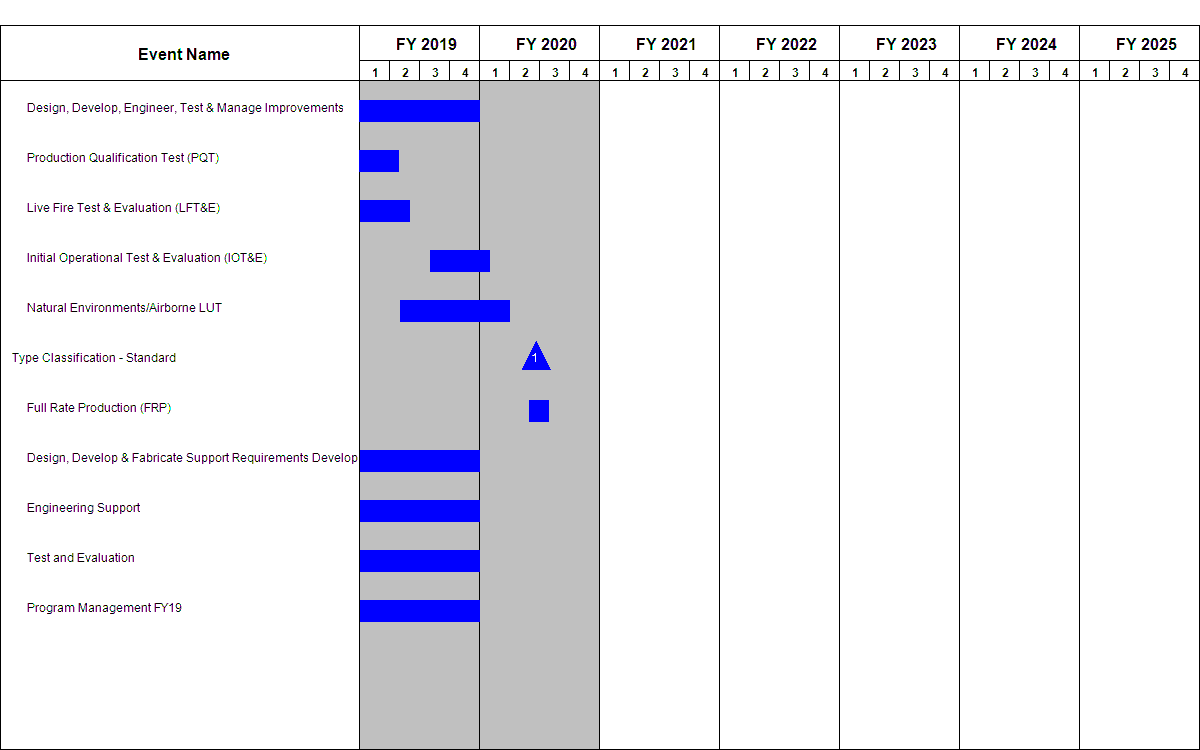 Event Name
FY 2019 FY 2020 FY 2021 FY 2022 FY 2023 FY 2024 FY 2025
1 2 3 4 1 2 3 4 1 2 3 4 1 2 3 4 1 2 3 4 1 2 3 4 1 2 3 4
Design, Develop, Engineer, Test & Manage Improvements
Production Qualification Test (PQT)
Live Fire Test & Evaluation (LFT&E)
Initial Operational Test & Evaluation (IOT&E)
Natural Environments/Airborne LUT
Type Classification - Standard
1
Full Rate Production (FRP)
Design, Develop & Fabricate Support Requirements Develop
Engineering Support
Test and Evaluation
Program Management FY19